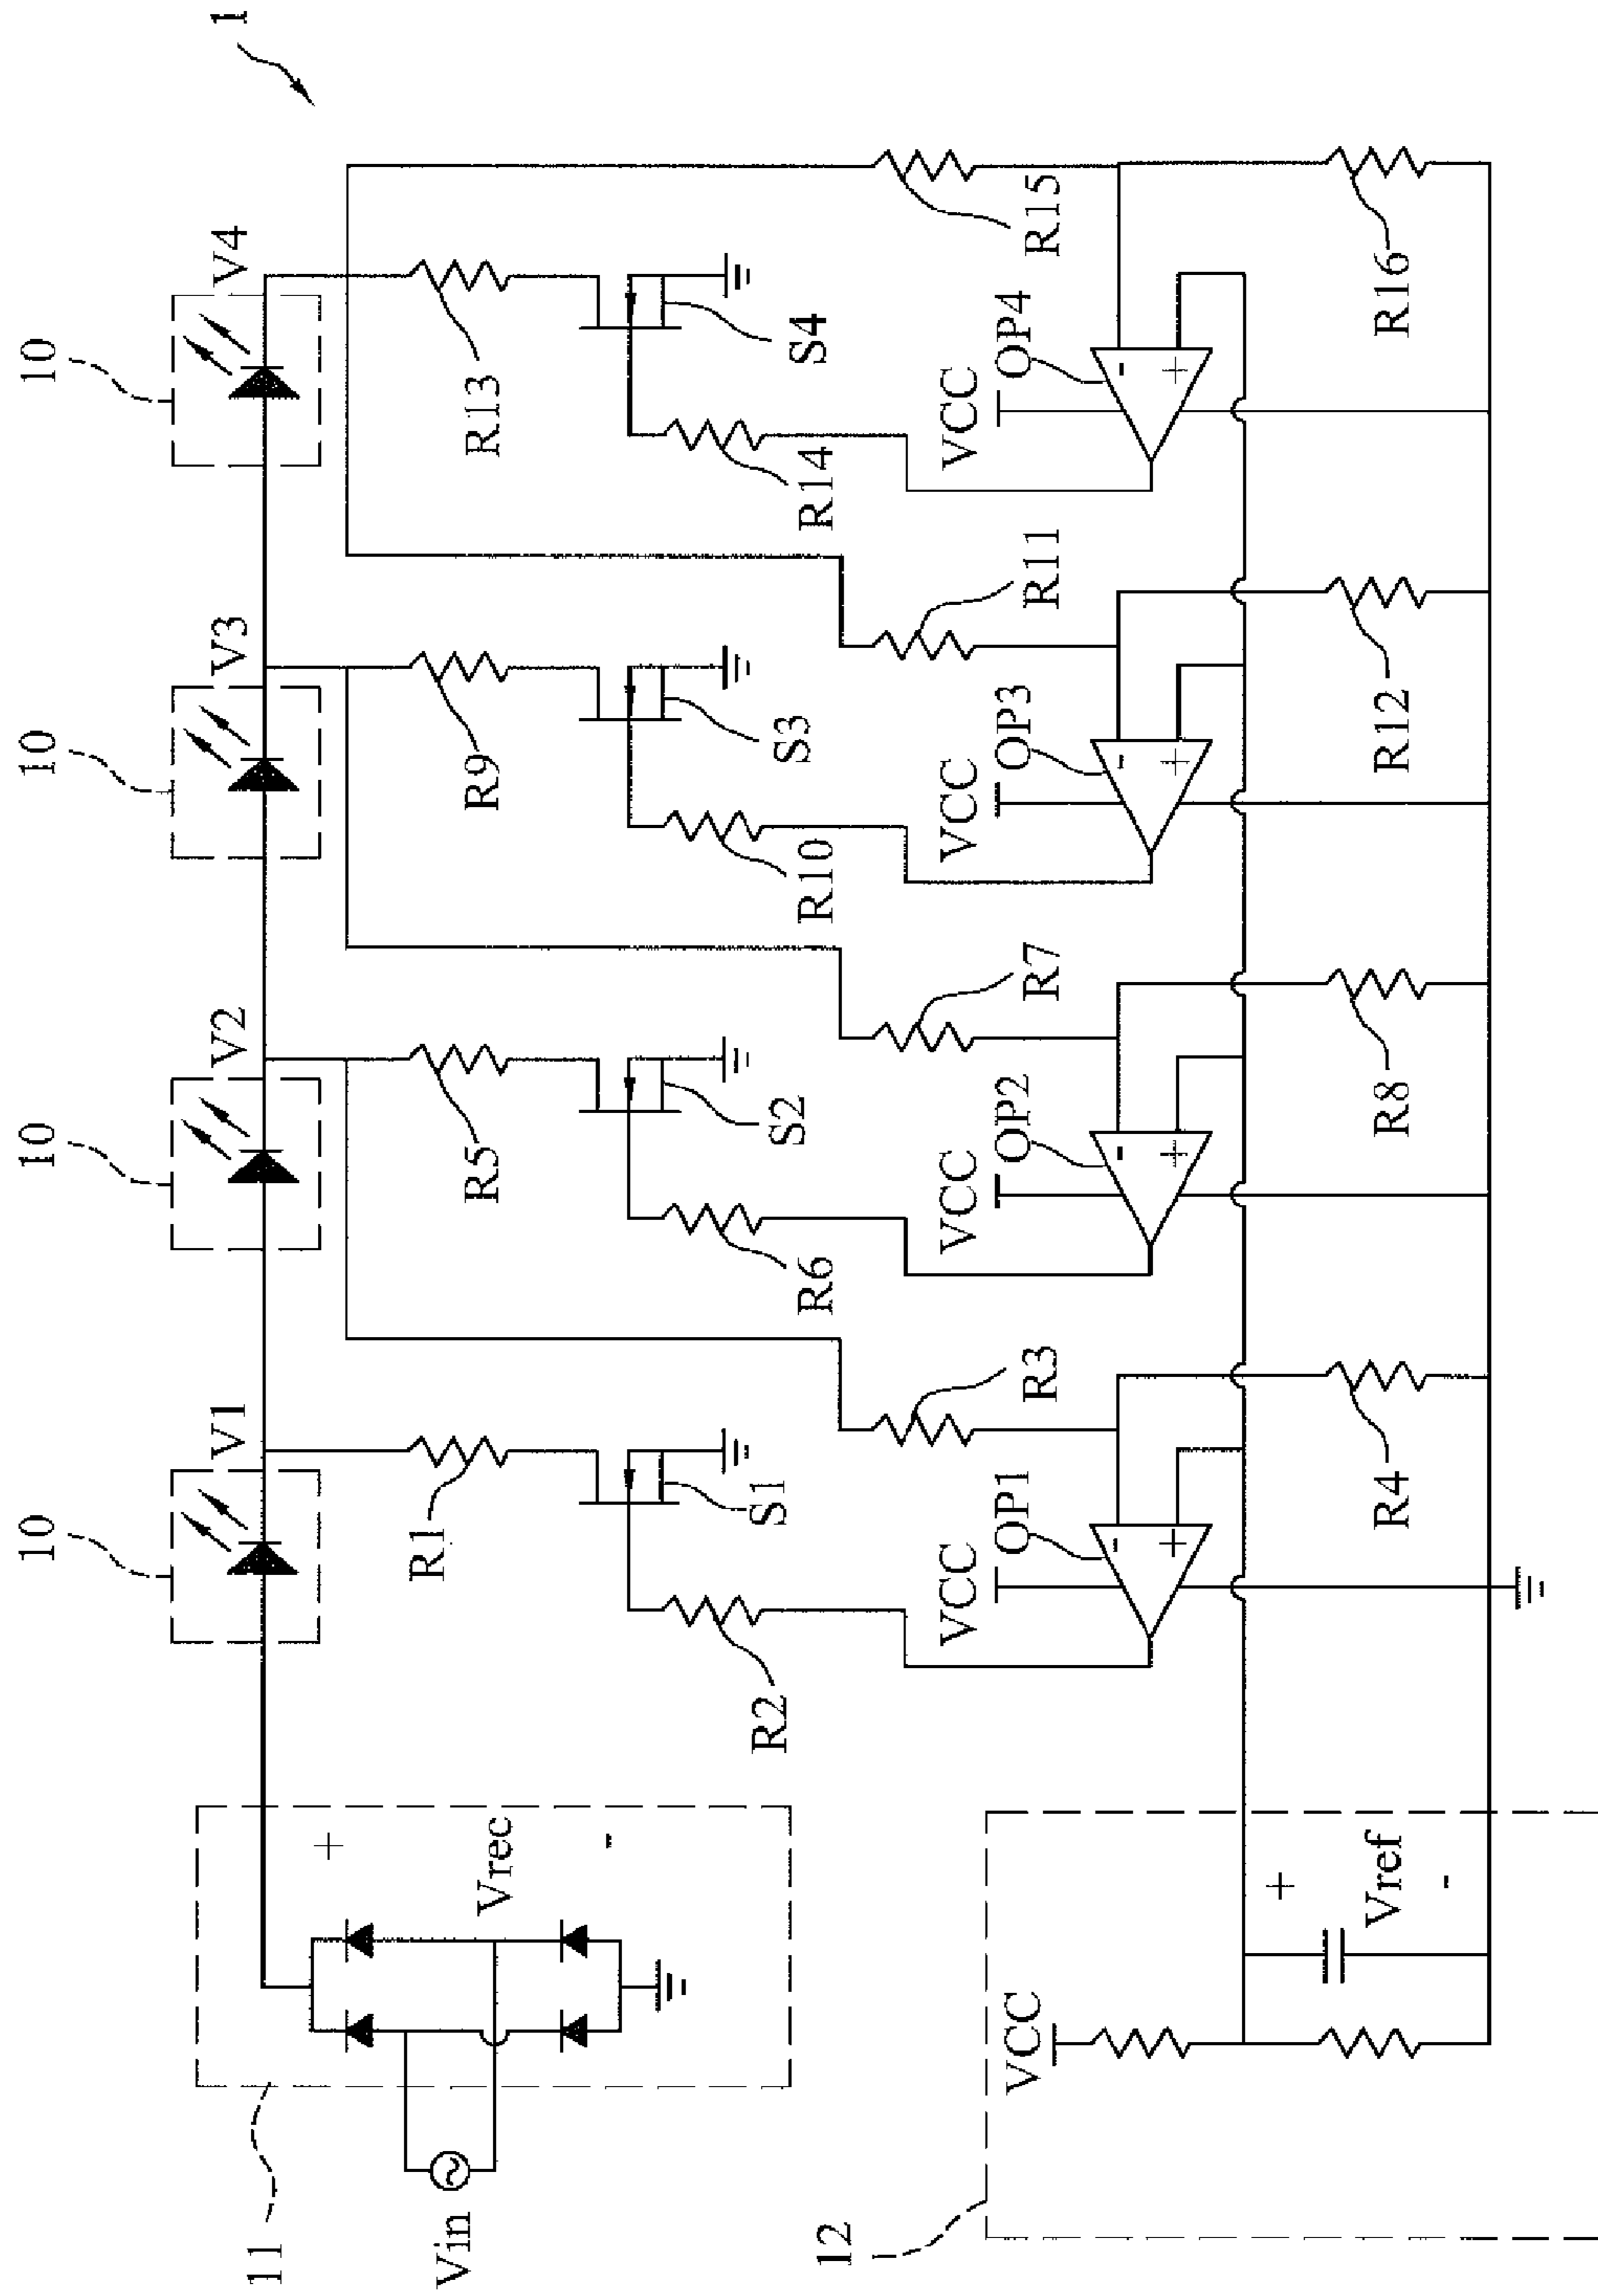 1
10
10
10
10
V1
V2
V3
V4
11
Vin
+
Vrec
-
R1
R5
R9
R13
S1
S2
S3
S4
R2
R6
R10
R14
R3
R7
R11
R15
12
VCC
VCC
OP1
VCC
OP2
VCC
OP3
VCC
OP4
-
+
-
+
-
+
-
+
+
Vref
-
R4
R8
R12
R16